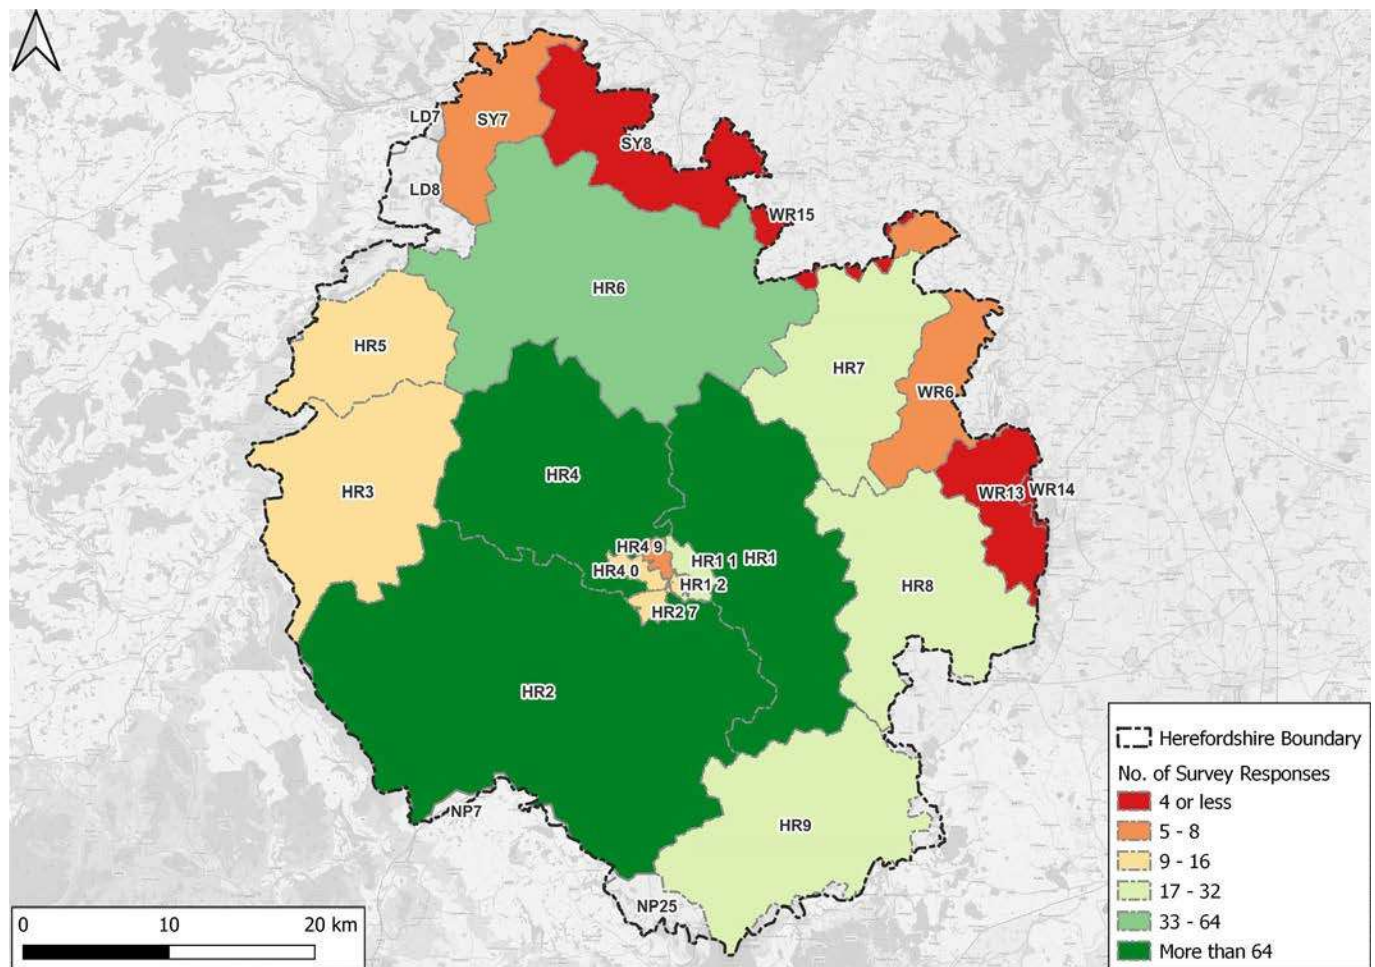 LD7
SY7
SY8
LD8
WR15
HR6
HR5
HR7
WR6
HR4
HR3
WR13
WR14
HR4 9
HR1 1
HR1
HR4 0
HR1 2
HR8
HR2 7
HR2
NP7
HR9
NP25
Herefordshire Boundary
No. of Survey Responses
4 or less
5 - 8
9 - 16
17 - 32
33 - 64
More than 64
0 10 20 km